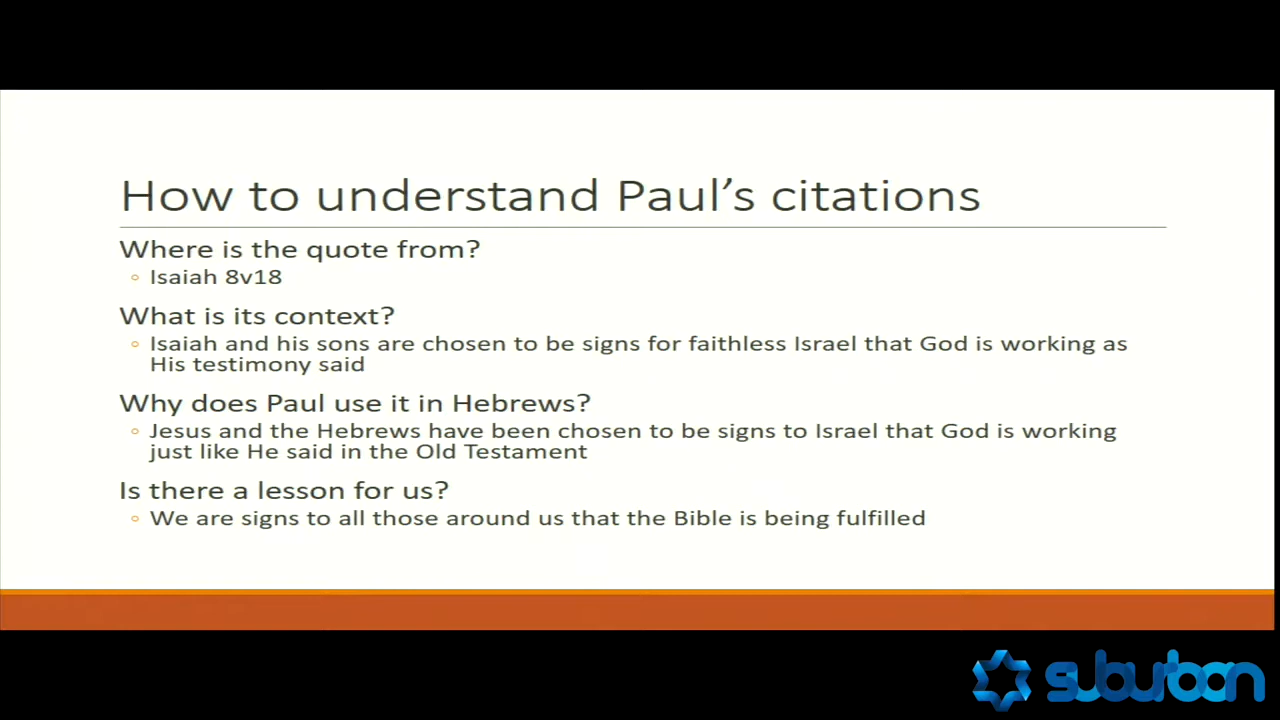 How to understand Paul’s citations
Where is the quote from?
Isaiah 8v18
What is its context?
Isaiah and his sons are chosen to be signs for faithless Israel that God is working as
His testimony said
Why does Paul use it in Hebrews?
Jesus and the Hebrews have been chosen to be signs to Israel that God is working
just like He said in the Old Testament
Is there a lesson for us?
We are signs to all those around us that the Bible is being fulfilled
suburban